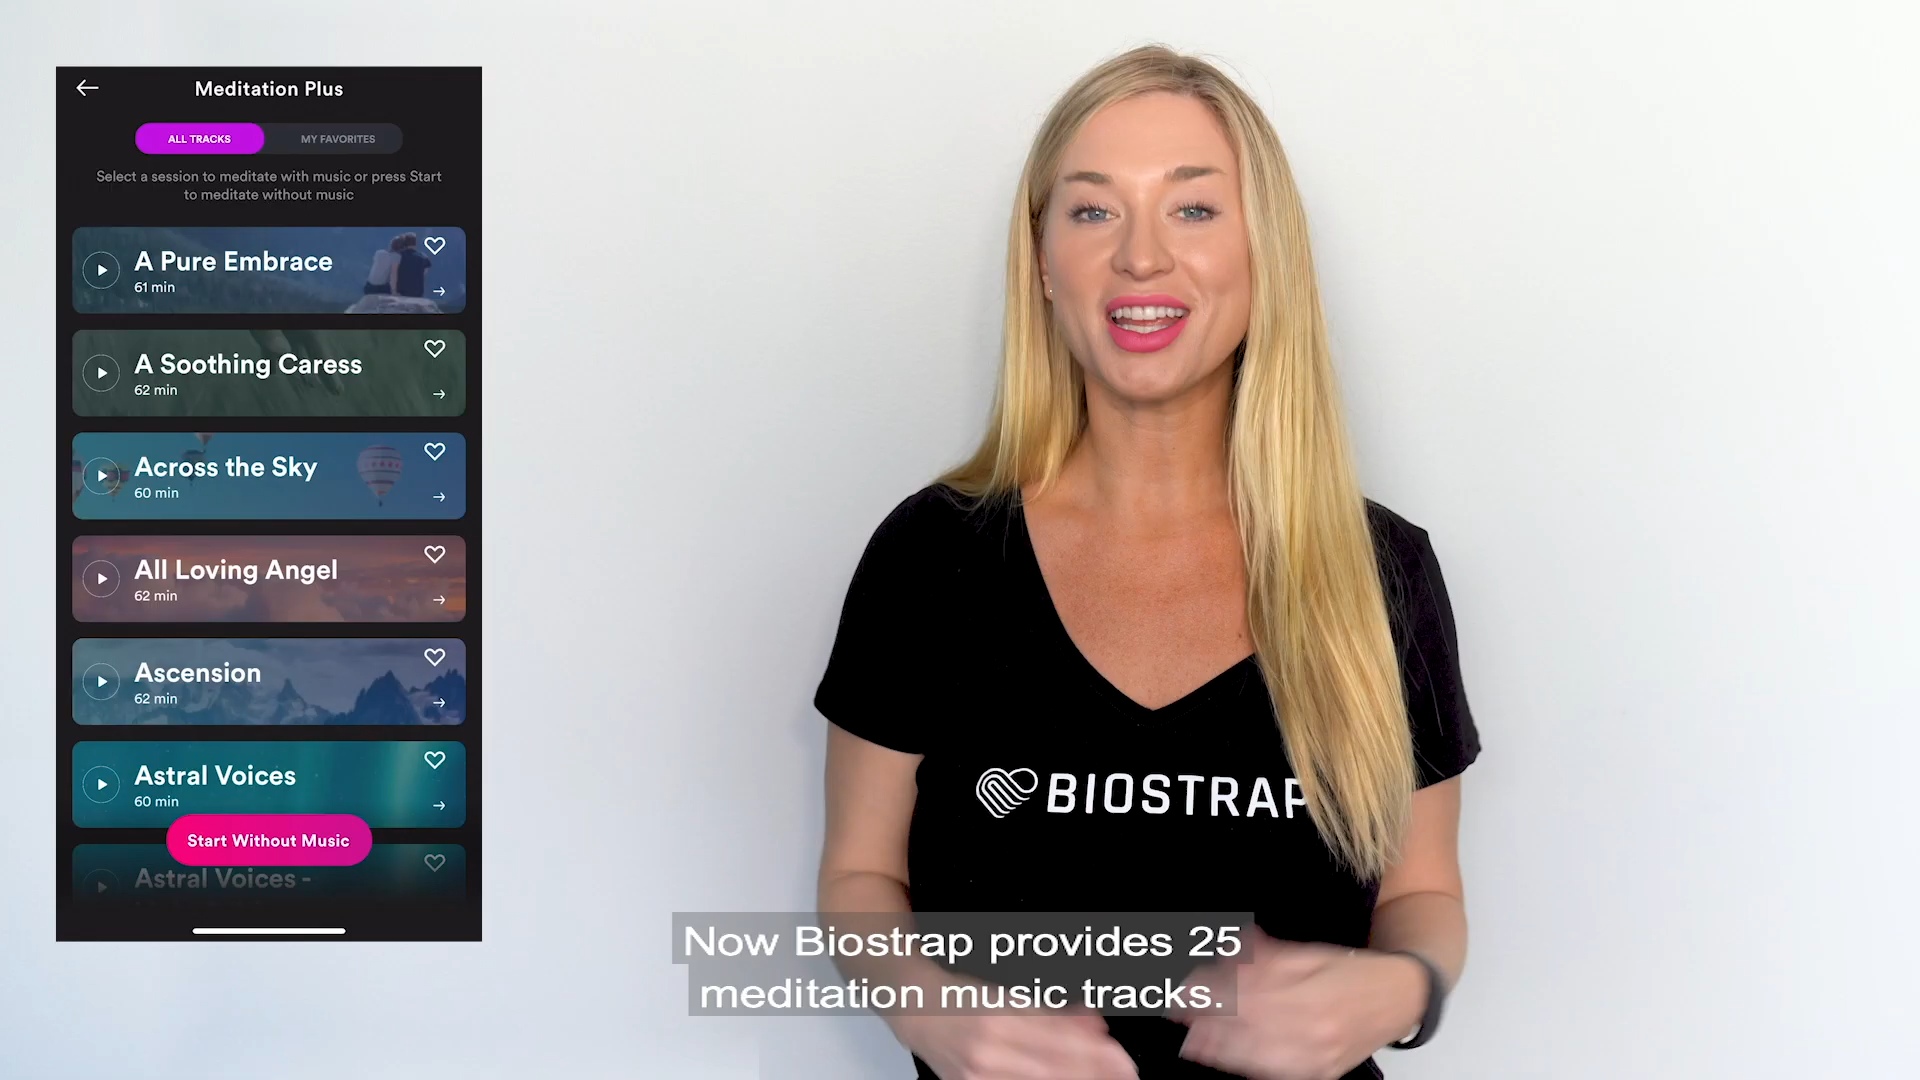 Meditation Plus
ALL TRACKS
MY FAVORITES
Select a session to meditate with music or press Start
to meditate without music
A Pure Embrace
61 min
A Soothing Caress
62 min
Across the Sky
60 min
All Loving Angel
62 min
Ascension
62 min
Astral Voices
60 min
Start Without Music
Astral Voices -
BIOSTRAP
Now Biostrap provides 25
meditation music tracks.